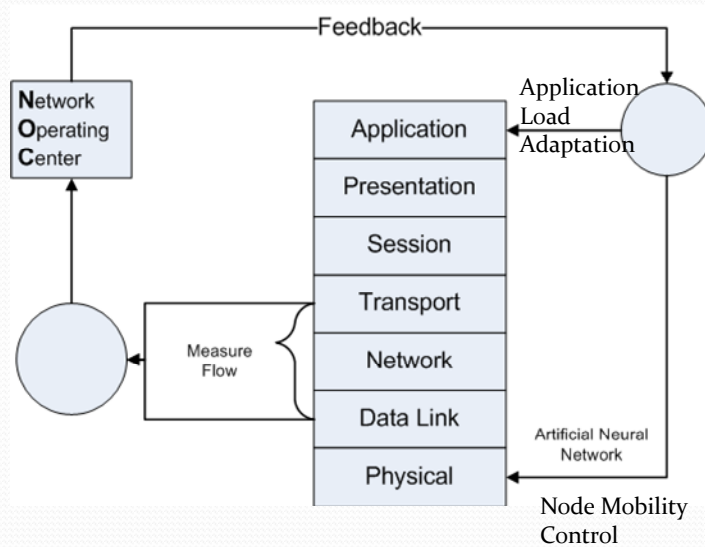 Feedback
Network
Operating
Center
Application
Load
Adaptation
Application
Presentation
Session
Transport
Network
Data Link
Physical
Measure
Flow
Artificial Neural
Network
Node Mobility
Control